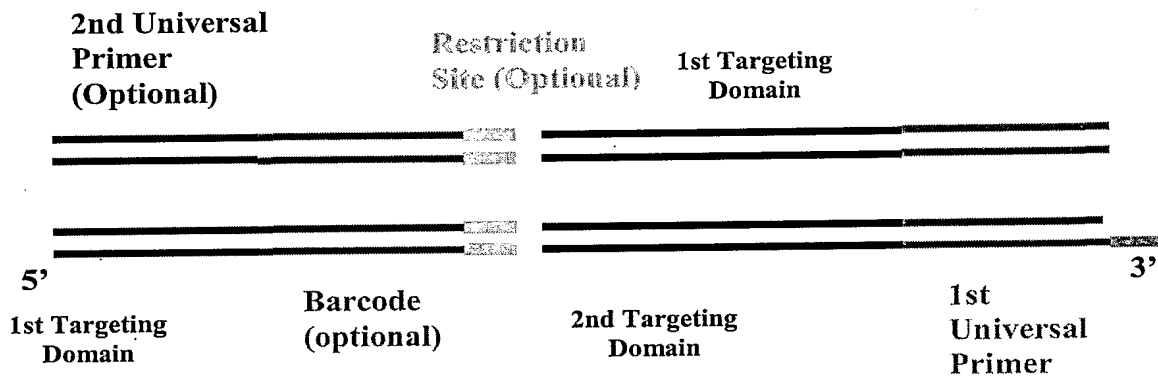 2nd Universal
Primer
(Optional)
Restriction
Site (Optional)
1st Targeting
Domain
5’
3’
1st Targeting
Domain
Barcode
(optional)
2nd Targeting
Domain
1st
Universal
Primer